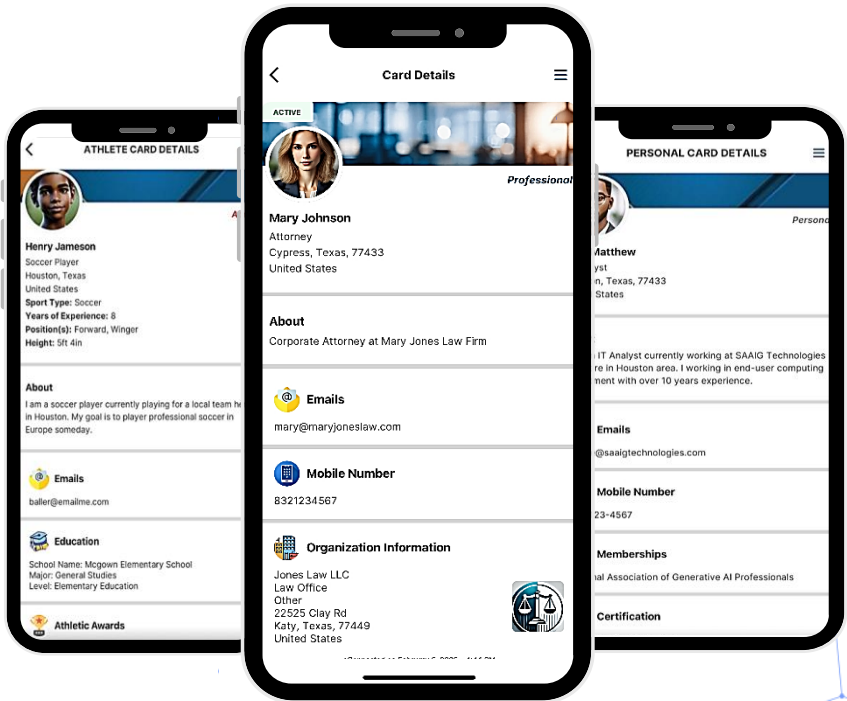 ATHLETE CARD DETAILS
Henry Jameson
Soccer Player
Houston, Texas
United States
Sport Type: Soccer
Years of Experience: 8
Position(s): Forward, Winger
Height: 5ft 4in
About
I am a soccer player currently playing for a local team he
in Houston. My goal is to player professional soccer in
Europe someday.
Emails
baller@emailme.com
Education
School Name: Mcgown Elementary School
Major: General Studies
Level: Elementary Education
Athletic Awards
Card Details
ACTIVE
Professional
Mary Johnson
Attorney
Cypress, Texas, 77433
United States
About
Corporate Attorney at Mary Jones Law Firm
Emails
mary@maryjoneslaw.com
Mobile Number
8321234567
Organization Information
Jones Law LLC
Law Office
Other
22525 Clay Rd
Katy, Texas, 77449
United States
PERSONAL CARD DETAILS
Persona
Matthew
yst
n, Texas, 77433
States
IT Analyst currently working at SAAIG Technologies
re in Houston area. I working in end-user computing
ment with over 10 years experience.
Emails
@saaigtechnologies.com
Mobile Number
23-4567
Memberships
al Association of Generative AI Professionals
Certification